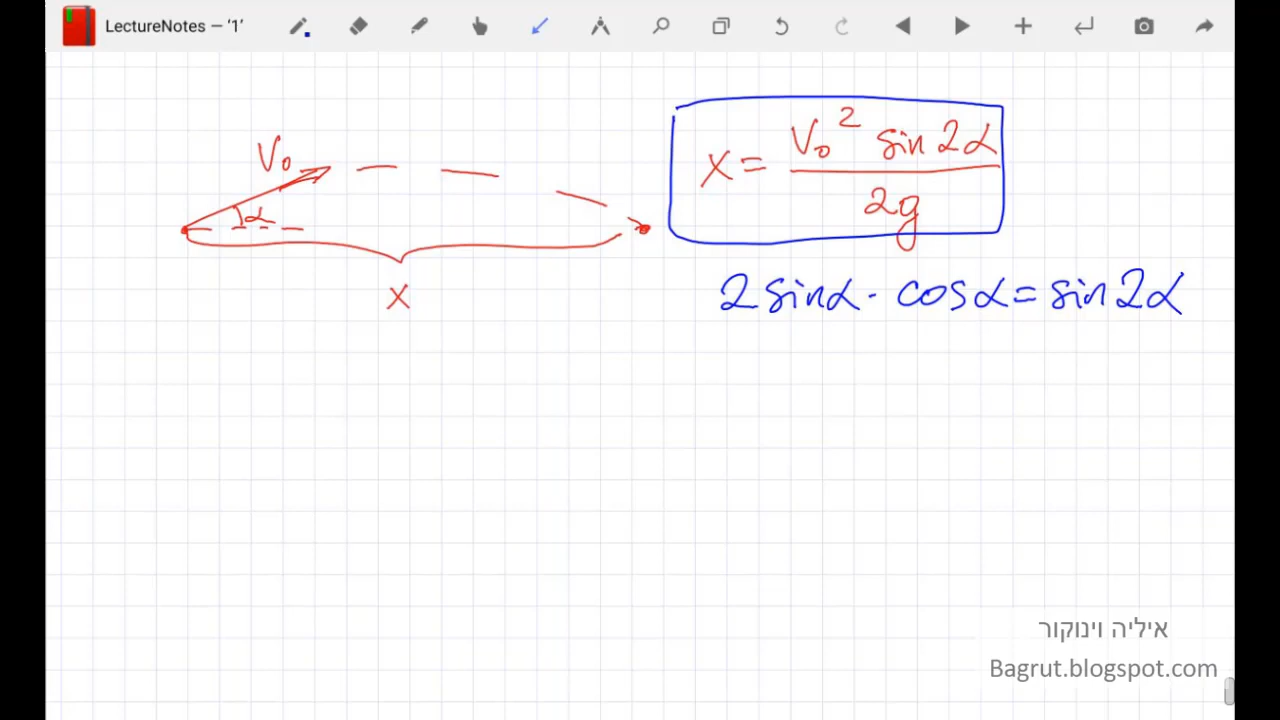 LectureNotes – ‘1’
V₀
α
x
x = V₀² sin 2α / 2g
2 sinα · cosα = sin 2α
איליה וינוקור
Bagrut.blogspot.com